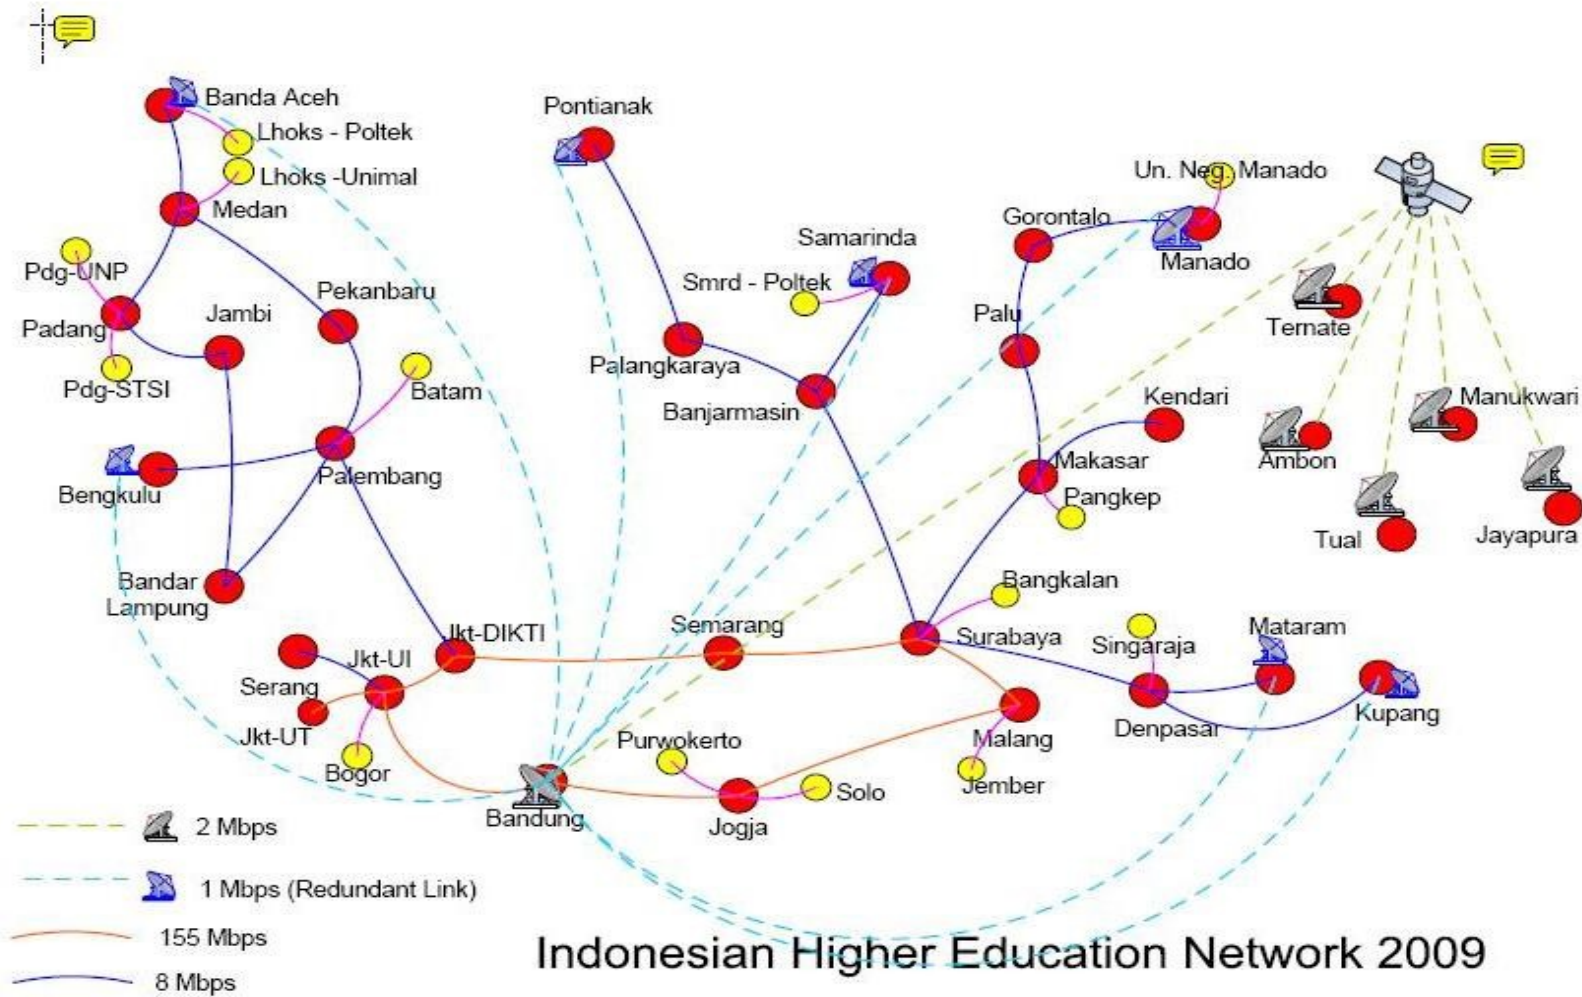 Banda Aceh
Lhoks - Poltek
Lhoks -Unimal
Medan
Pdg-UNP
Padang
Pdg-STSI
Jambi
Pekanbaru
Batam
Bengkulu
Palembang
Bandar
Lampung
Pontianak
Samarinda
Smrd - Poltek
Palangkaraya
Banjarmasin
Un. Neg. Manado
Gorontalo
Manado
Palu
Kendari
Makasar
Pangkep
Ternate
Manukwari
Ambon
Tual
Jayapura
Bangkalan
Jkt-DIKTI
Semarang
Surabaya
Singaraja
Mataram
Jkt-UI
Serang
Jkt-UT
Bogor
Purwokerto
Malang
Denpasar
Kupang
Bandung
Jogja
Solo
Jember
2 Mbps
1 Mbps (Redundant Link)
155 Mbps
8 Mbps
Indonesian Higher Education Network 2009